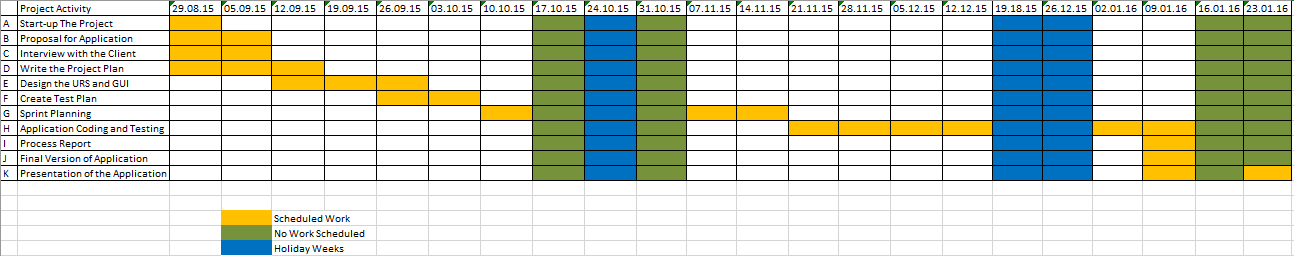 Project Activity 29.08.15 05.09.15 12.09.15 19.09.15 26.09.15 03.10.15 10.10.15 17.10.15 24.10.15 31.10.15 07.11.15 14.11.15 21.11.15 28.11.15 05.12.15 12.12.15 19.18.15 26.12.15 02.01.16 09.01.16 16.01.16 23.01.16
A Start-up The Project
B Proposal for Application
C Interview with the Client
D Write the Project Plan
E Design the URS and GUI
F Create Test Plan
G Sprint Planning
H Application Coding and Testing
I Process Report
J Final Version of Application
K Presentation of the Application
Scheduled Work
No Work Scheduled
Holiday Weeks